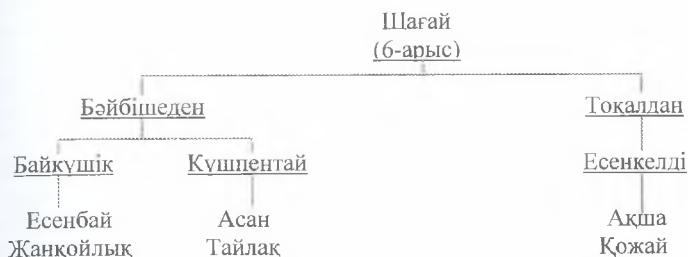 Шағай
(6-арыс)
Бәйбішеден Тоқалдан
Байкүшік Күшпентай Есенкелді
Есенбай Асан Ақша
Жанқойлық Тайлақ Қожай